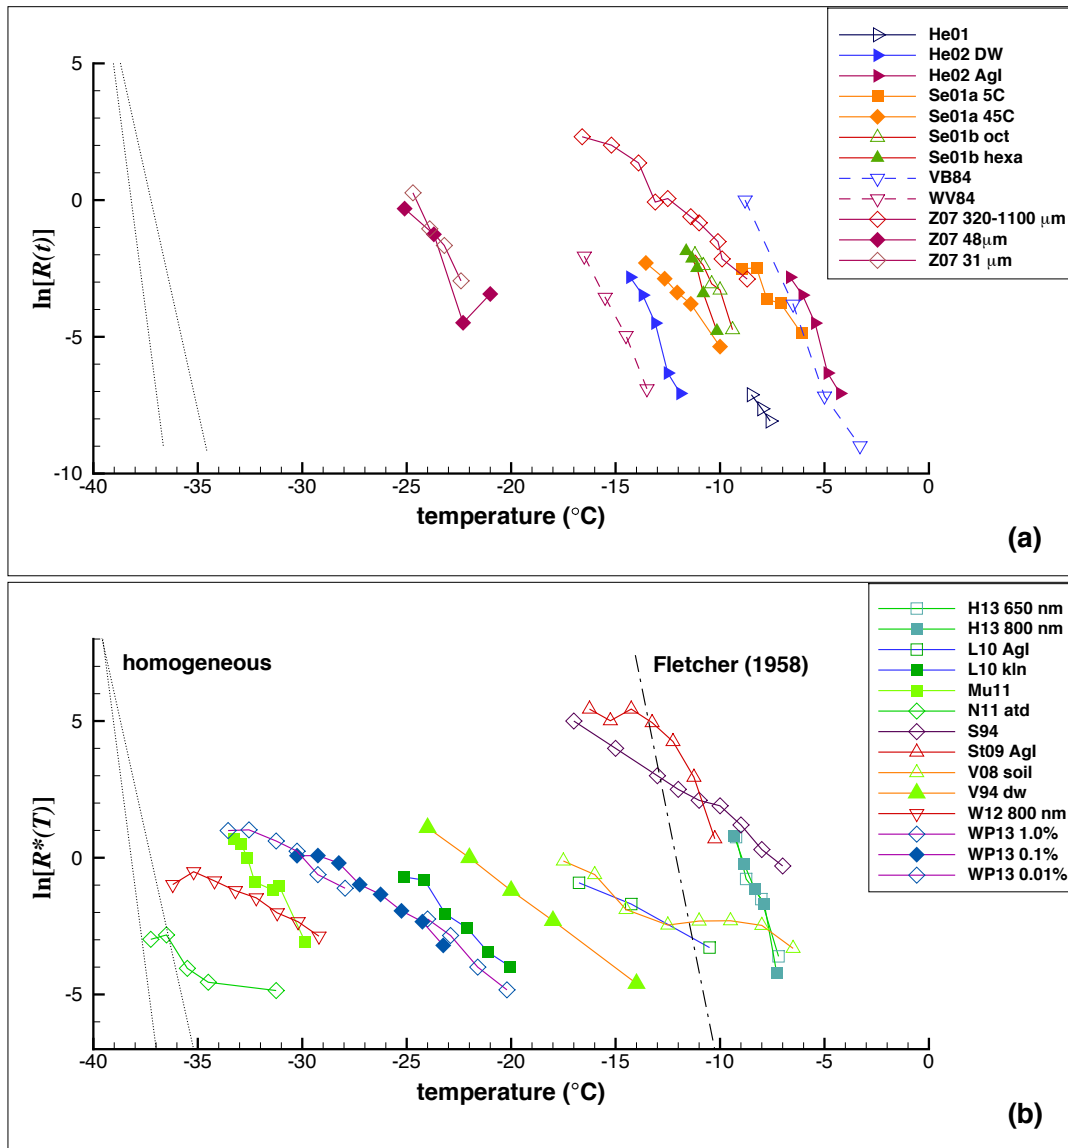 He01
He02 DW
He02 AgI
Se01a 5C
Se01a 45C
Se01b oct
Se01b hexa
VB84
WV84
Z07 320-1100 μm
Z07 48μm
Z07 31 μm
ln[R(t)]
5
0
-5
-10
-40 -35 -30 -25 -20 -15 -10 -5 0
temperature (°C)
(a)
homogeneous
Fletcher (1958)
H13 650 nm
H13 800 nm
L10 AgI
L10 kln
Mu11
N11 atd
S94
St09 AgI
V08 soil
V94 dw
W12 800 nm
WP13 1.0%
WP13 0.1%
WP13 0.01%
ln[R*(T)]
5
0
-5
-40 -35 -30 -25 -20 -15 -10 -5 0
temperature (°C)
(b)